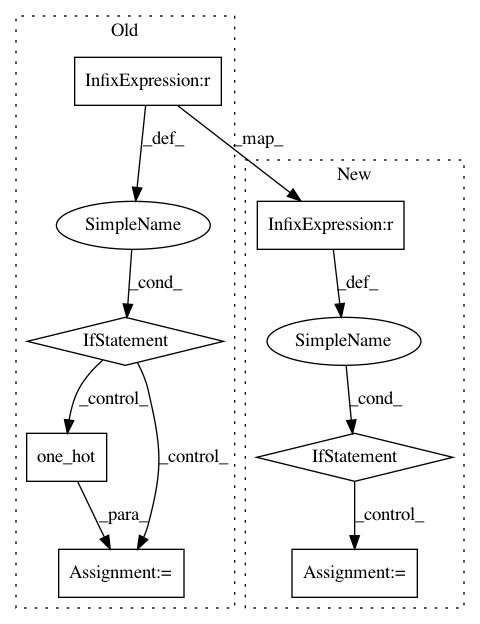 Old
InfixExpression:r
_def_
_map_
New
SimpleName
InfixExpression:r
_cond_
_def_
IfStatement
SimpleName
_control_
_control_
_cond_
one_hot
IfStatement
_para_
_control_
Assignment:=
Assignment:=